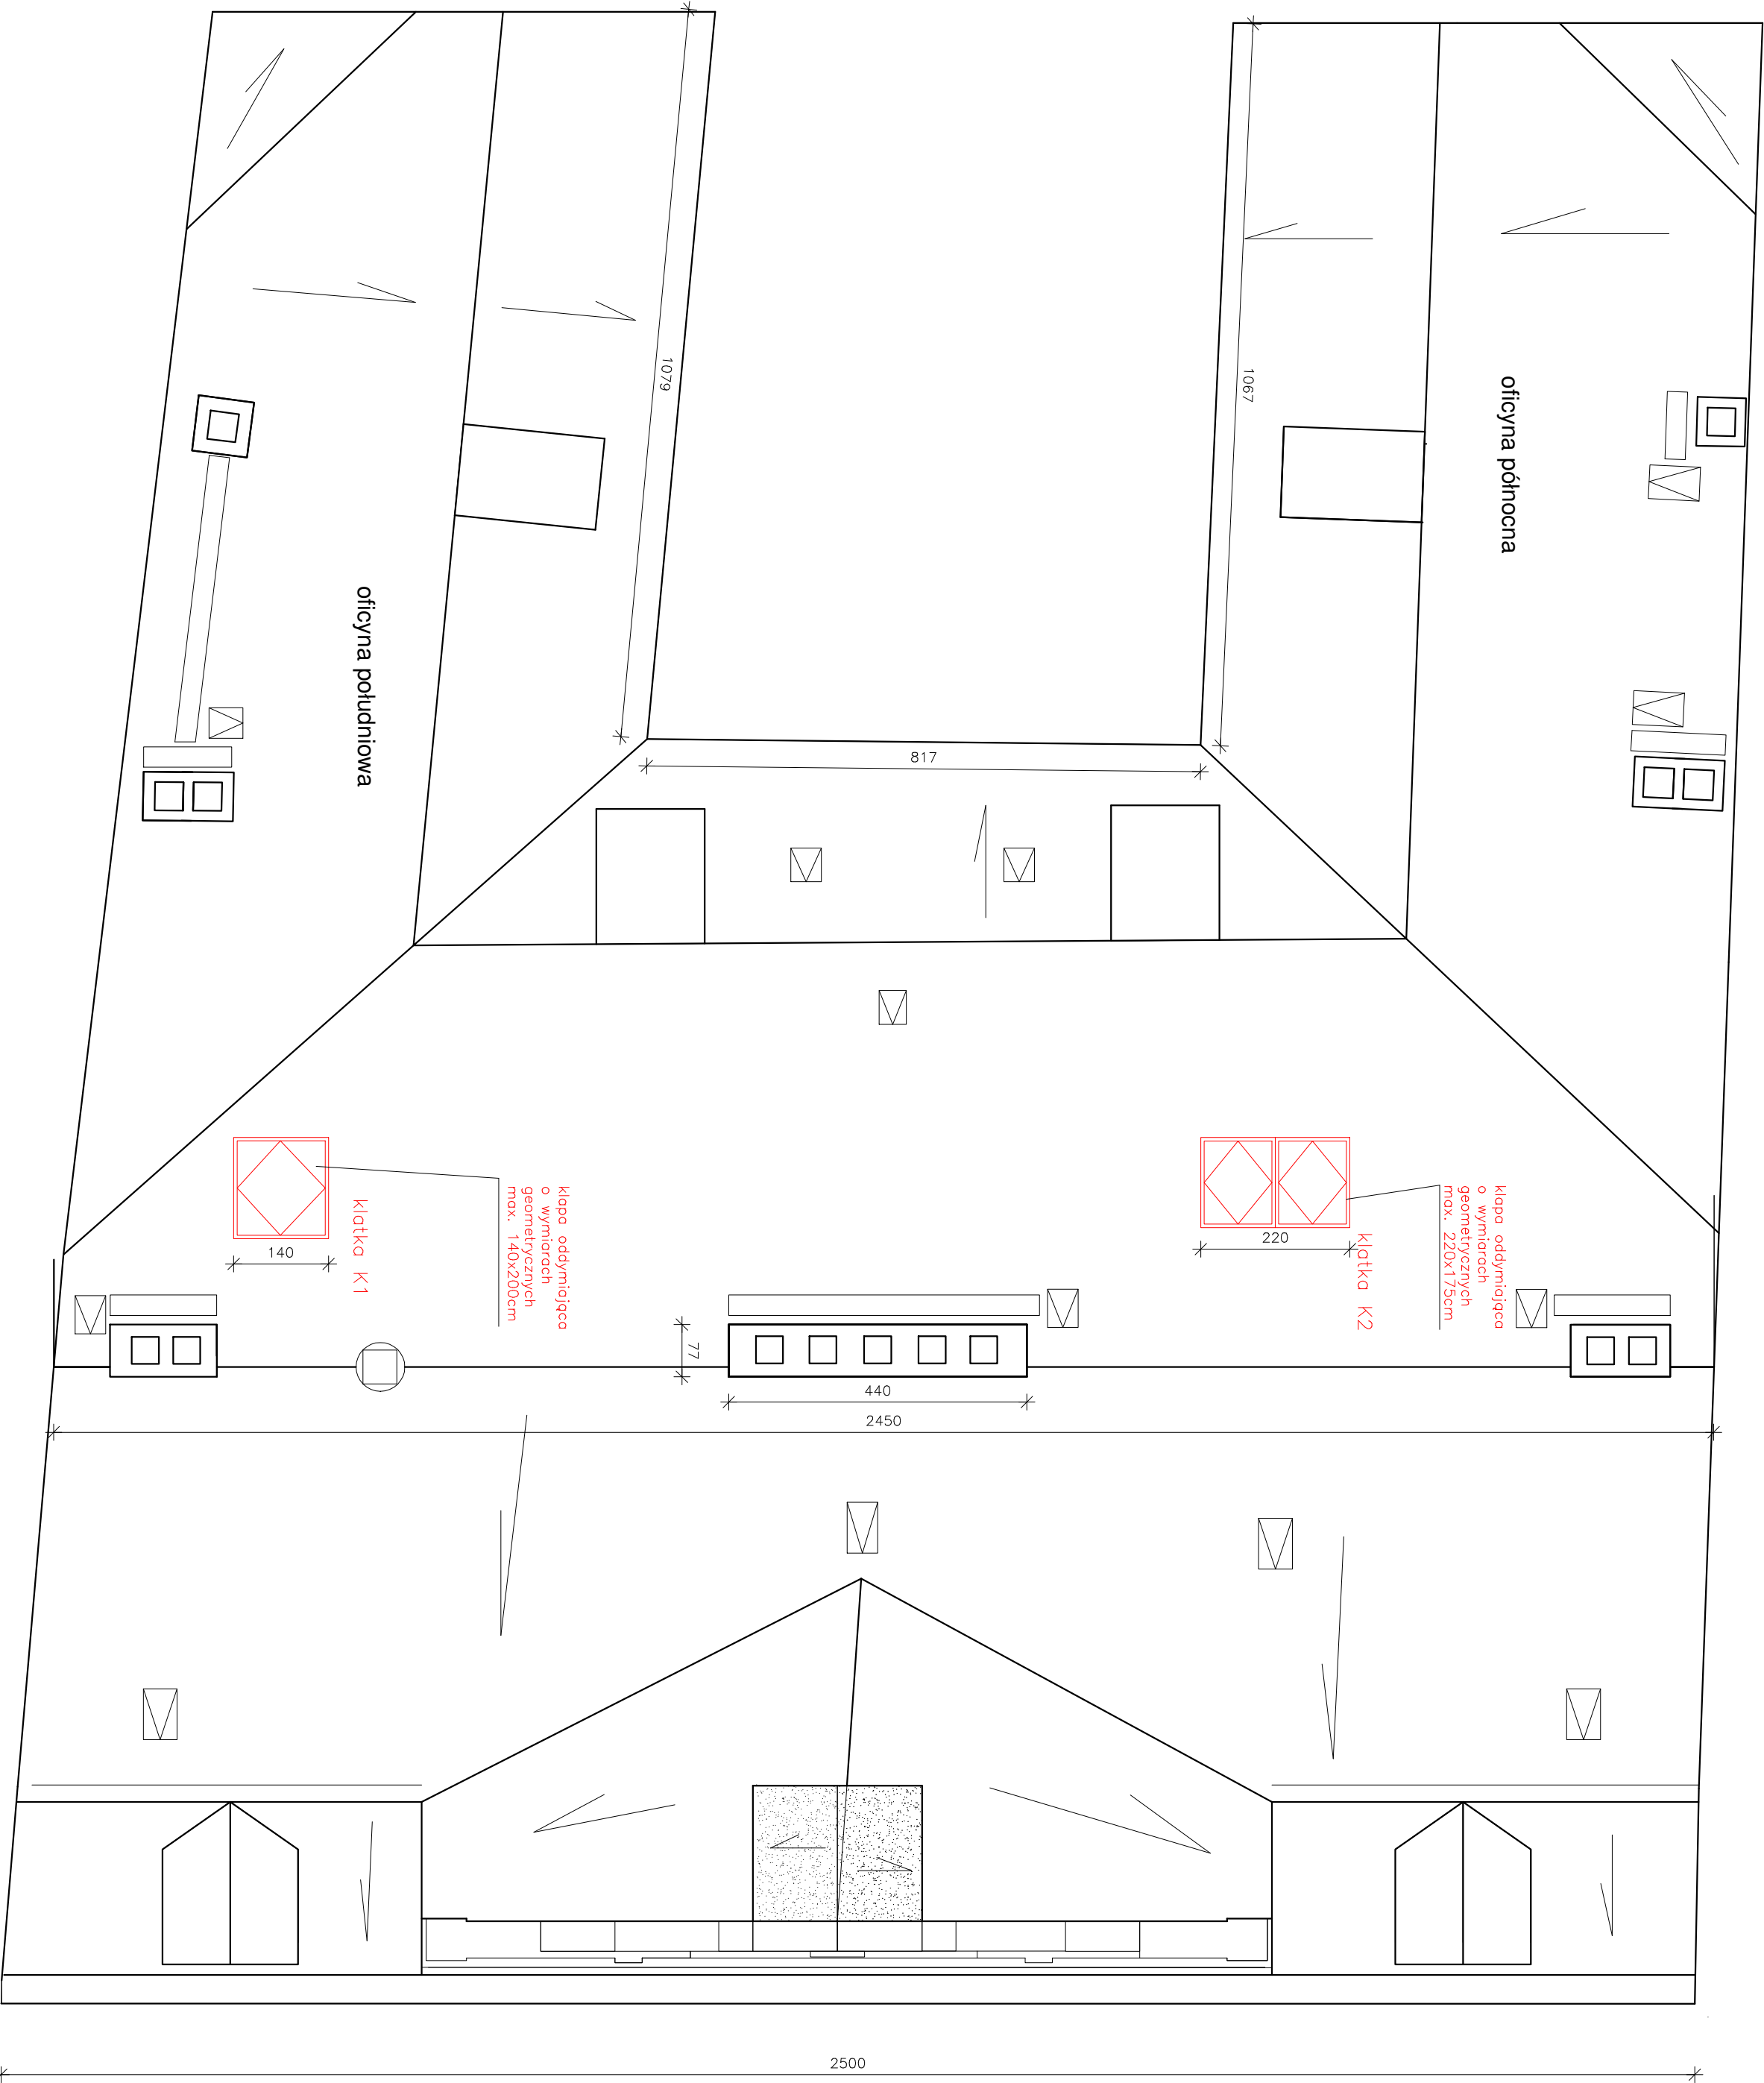 1079
1067
oficyna północna
oficyna południowa
817
klapa oddymiająca
o wymiarach
geometrycznych
max. 140x200cm
klatka K1
140
klapa oddymiająca
o wymiarach
geometrycznych
max. 220x175cm
klatka K2
220
77
440
2450
2500